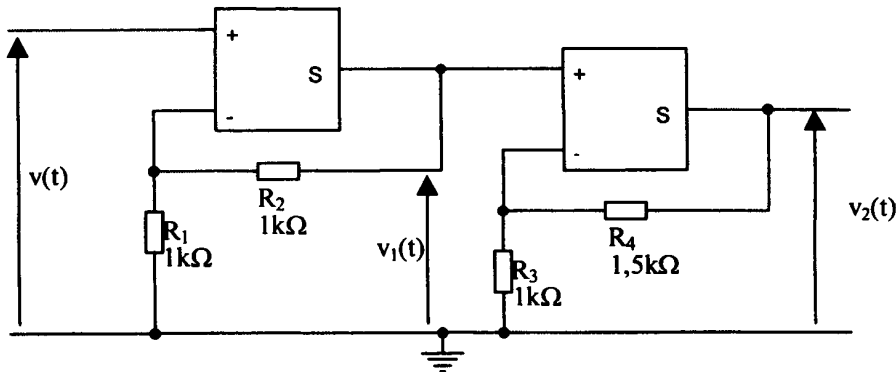 +
S
-
+
S
-
v(t)
R₂
1kΩ
R₁
1kΩ
v₁(t)
R₄
1,5kΩ
R₃
1kΩ
v₂(t)